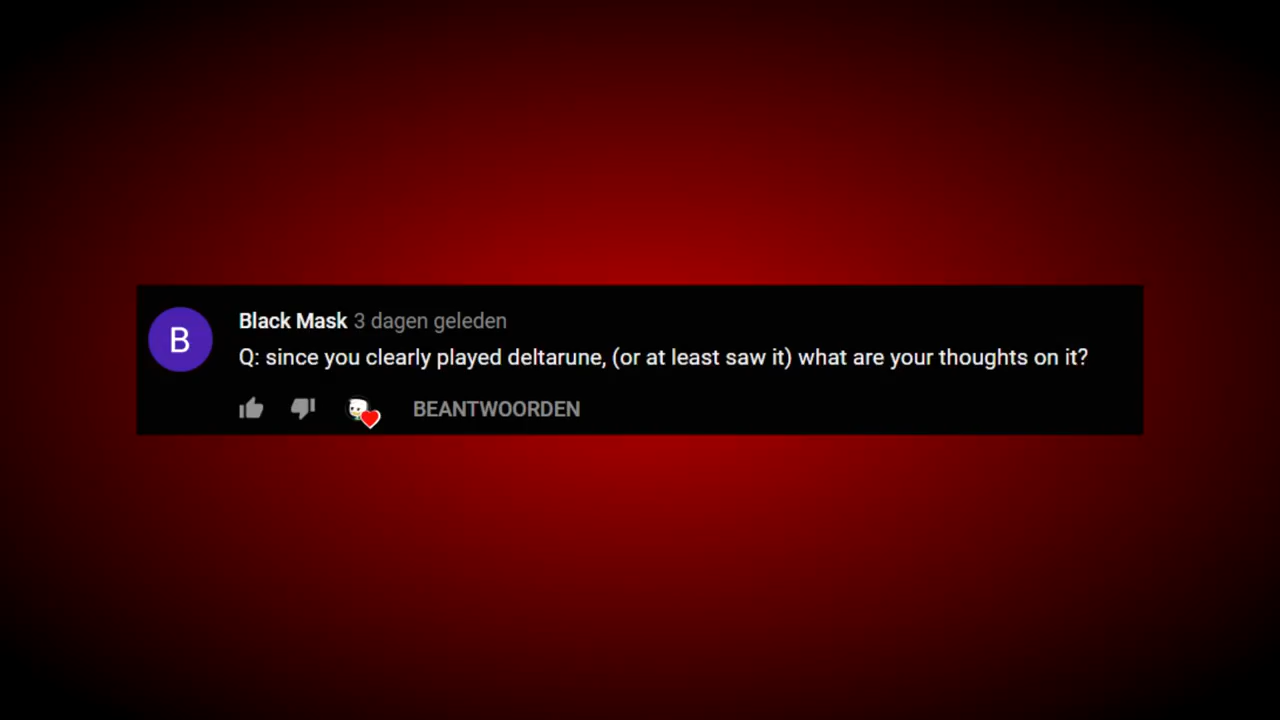 B
Black Mask 3 dagen geleden
Q: since you clearly played deltarune, (or at least saw it) what are your thoughts on it?
BEANTWOORDEN